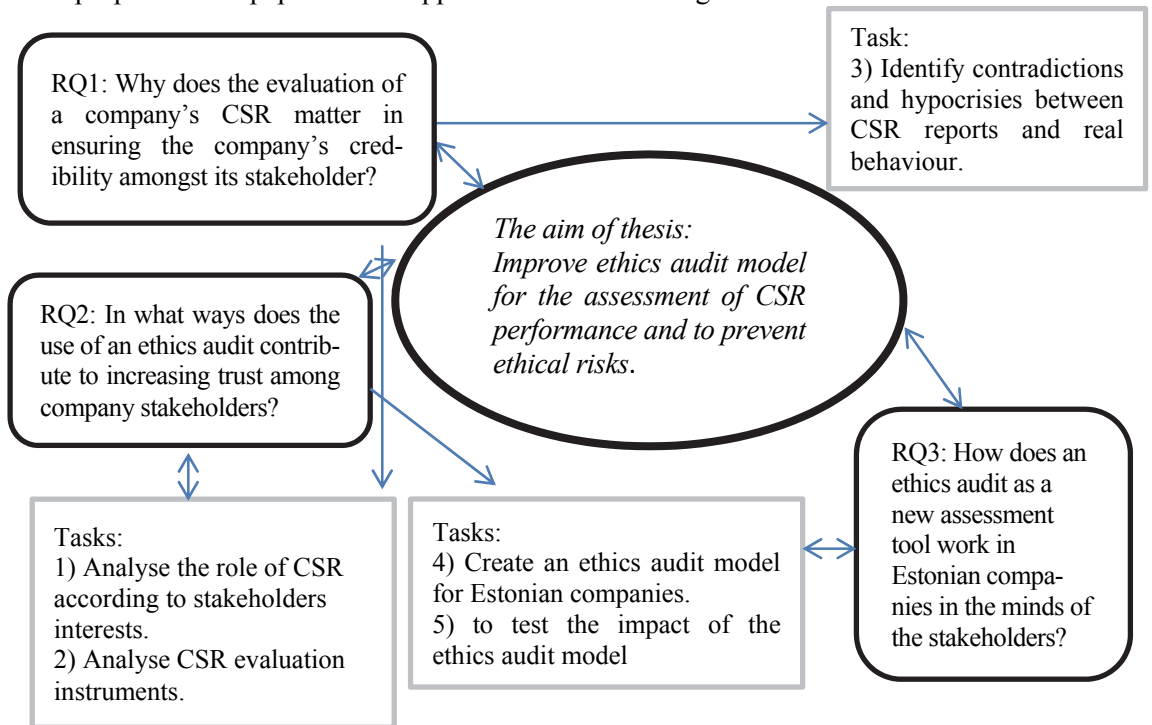 RQ1: Why does the evaluation of
a company's CSR matter in
ensuring the company's cred-
ibility amongst its stakeholder?
Task:
3) Identify contradictions
and hypocrisies between
CSR reports and real
behaviour.
The aim of thesis:
Improve ethics audit model
for the assessment of CSR
performance and to prevent
ethical risks.
RQ2: In what ways does the
use of an ethics audit contrib-
ute to increasing trust among
company stakeholders?
RQ3: How does an
ethics audit as a
new assessment
tool work in
Estonian compa-
nies in the minds of
the stakeholders?
Tasks:
1) Analyse the role of CSR
according to stakeholders
interests.
2) Analyse CSR evaluation
instruments.
Tasks:
4) Create an ethics audit model
for Estonian companies.
5) to test the impact of the
ethics audit model